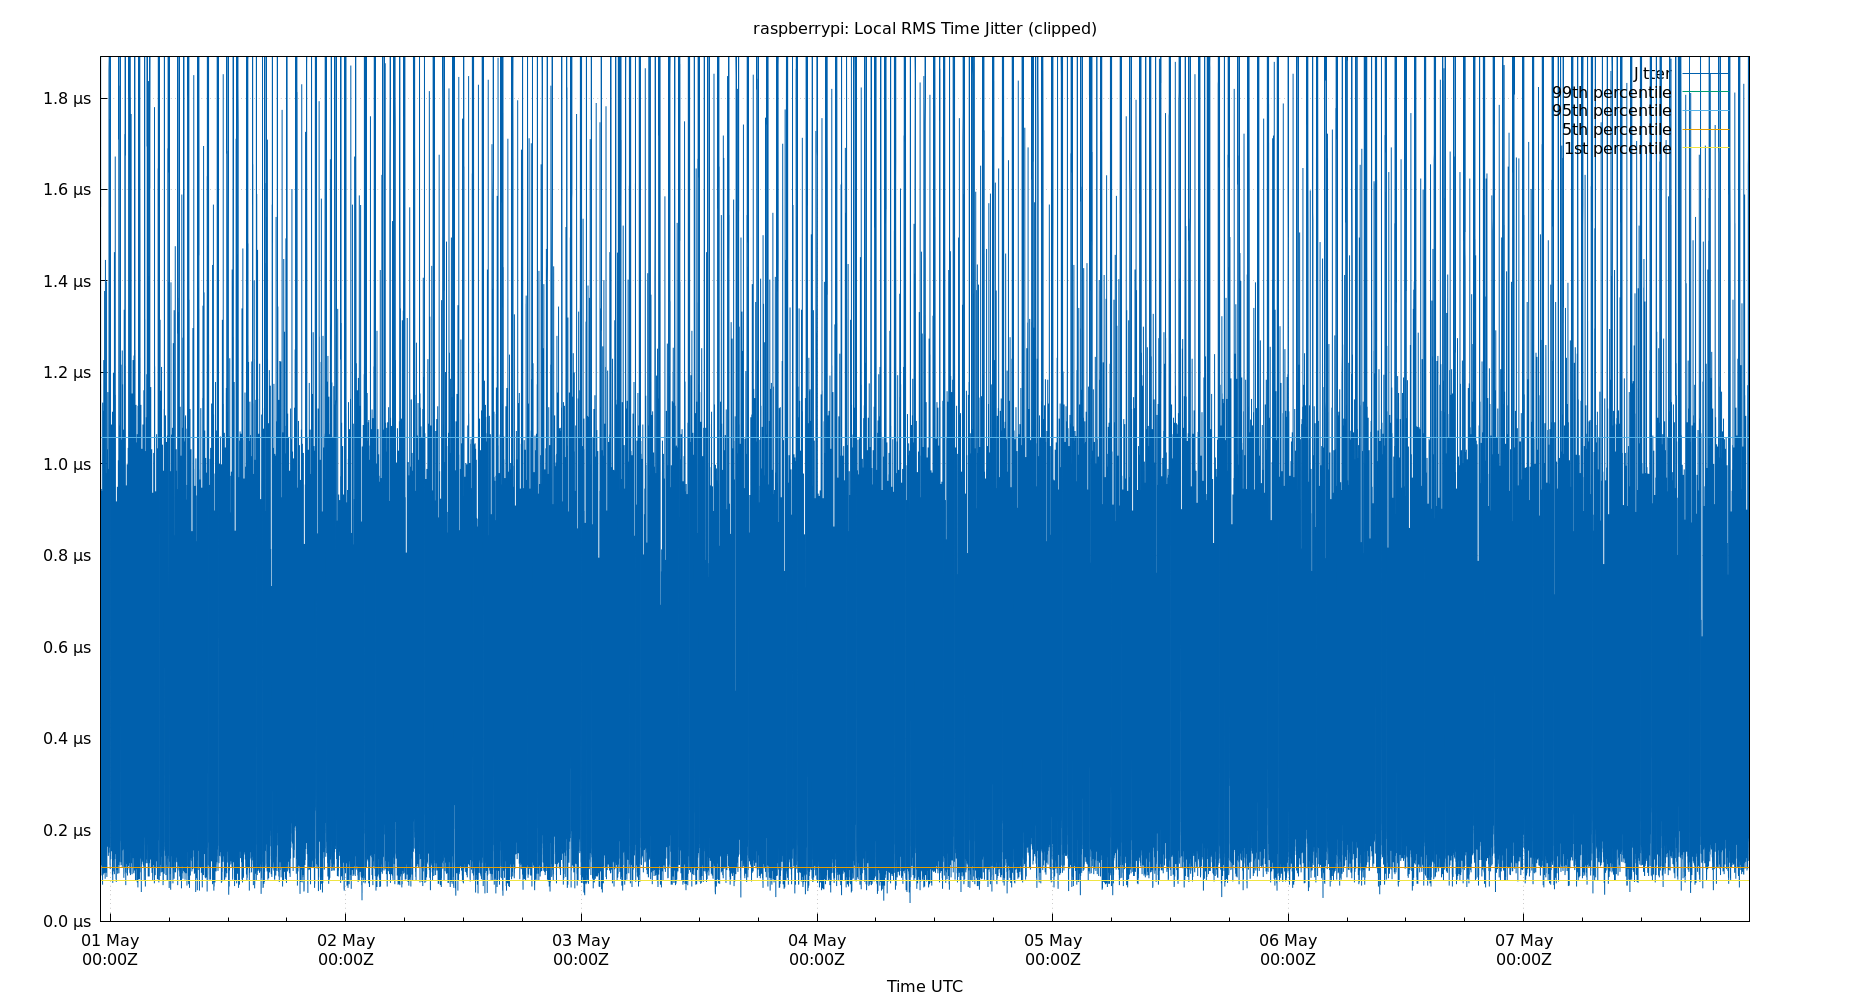 raspberrypi: Local RMS Time Jitter (clipped)
Jitter
99th percentile
95th percentile
5th percentile
1st percentile
1.8 μs
1.6 μs
1.4 μs
1.2 μs
1.0 μs
0.8 μs
0.6 μs
0.4 μs
0.2 μs
0.0 μs
01 May 02 May 03 May 04 May 05 May 06 May 07 May
00:00Z 00:00Z 00:00Z 00:00Z 00:00Z 00:00Z 00:00Z
Time UTC